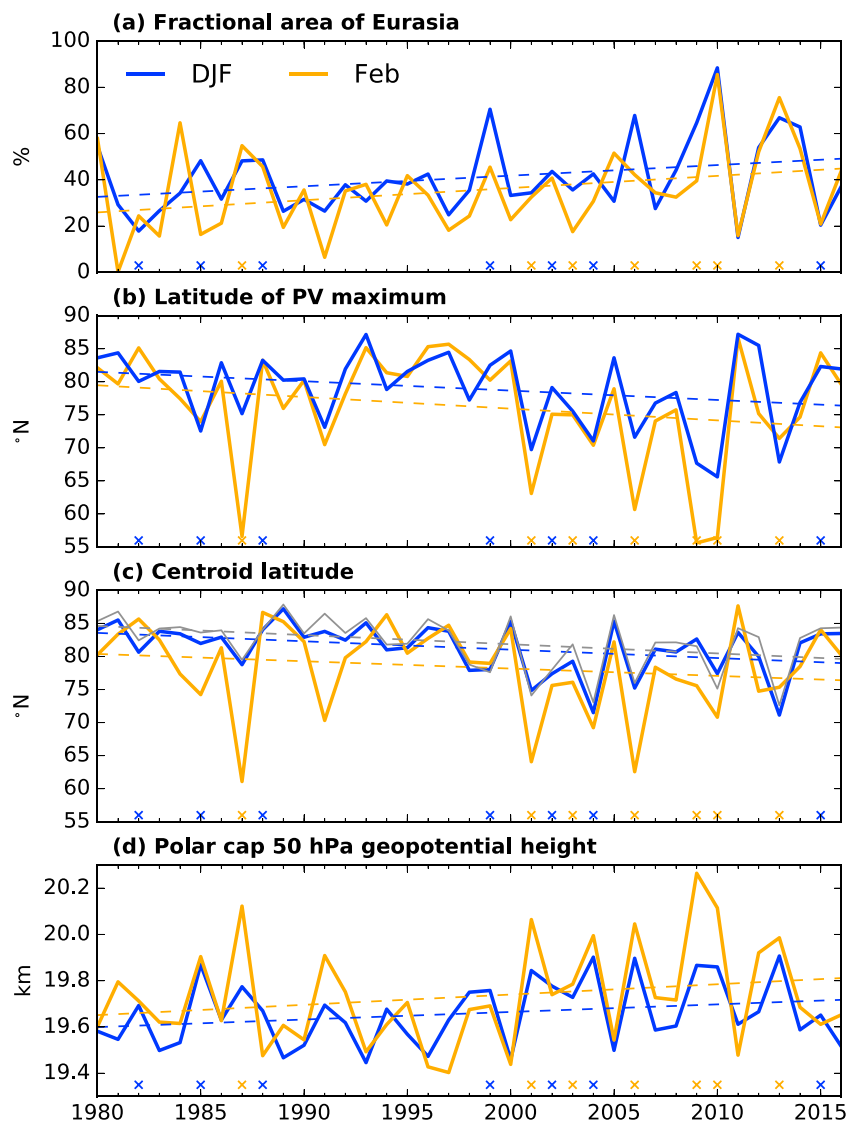 (a) Fractional area of Eurasia
100
80
60
40
20
0
%
DJF
Feb
(b) Latitude of PV maximum
90
85
80
75
70
65
60
55
°N
(c) Centroid latitude
90
85
80
75
70
65
60
55
°N
(d) Polar cap 50 hPa geopotential height
20.2
20.0
19.8
19.6
19.4
km
1980 1985 1990 1995 2000 2005 2010 2015